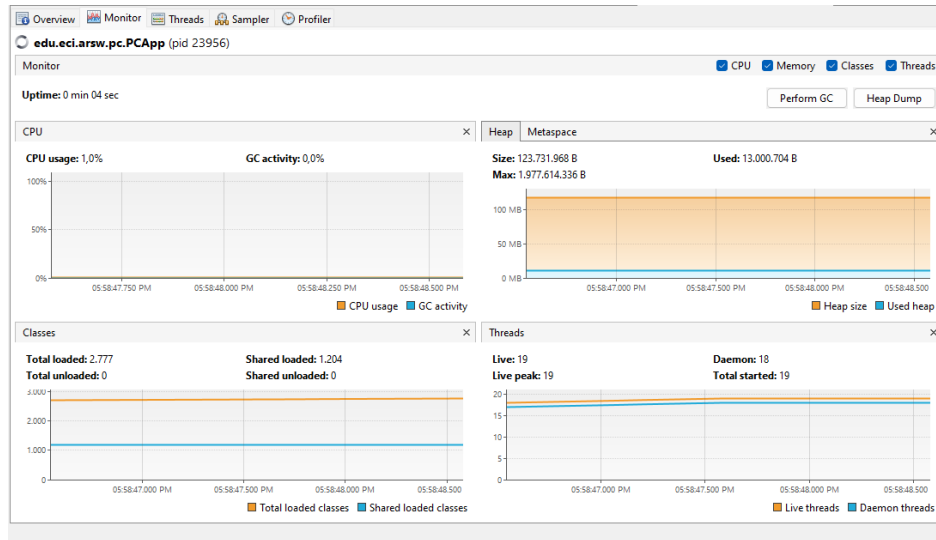 Overview Monitor Threads Sampler Profiler
edu.eci.arsw.pc.PCApp (pid 23956)
Monitor CPU Memory Classes Threads
Uptime: 0 min 04 sec
Perform GC Heap Dump
CPU
CPU usage: 1,0% GC activity: 0,0%
100%
50%
0%
05:58:47.750 PM 05:58:48.000 PM 05:58:48.250 PM 05:58:48.500 PM
CPU usage GC activity
Heap Metaspace
Size: 123.731.968 B Used: 13.000.704 B
Max: 1.977.614.336 B
100 MB
50 MB
0 MB
05:58:47.000 PM 05:58:47.500 PM 05:58:48.000 PM 05:58:48.500
Heap size Used heap
Classes
Total loaded: 2.777 Shared loaded: 1.204
Total unloaded: 0 Shared unloaded: 0
3.000
2.000
1.000
0
05:58:47.000 PM 05:58:47.500 PM 05:58:48.000 PM 05:58:48.500
Total loaded classes Shared loaded classes
Threads
Live: 19 Daemon: 18
Live peak: 19 Total started: 19
20
15
10
5
0
05:58:47.000 PM 05:58:47.500 PM 05:58:48.000 PM 05:58:48.500
Live threads Daemon threads